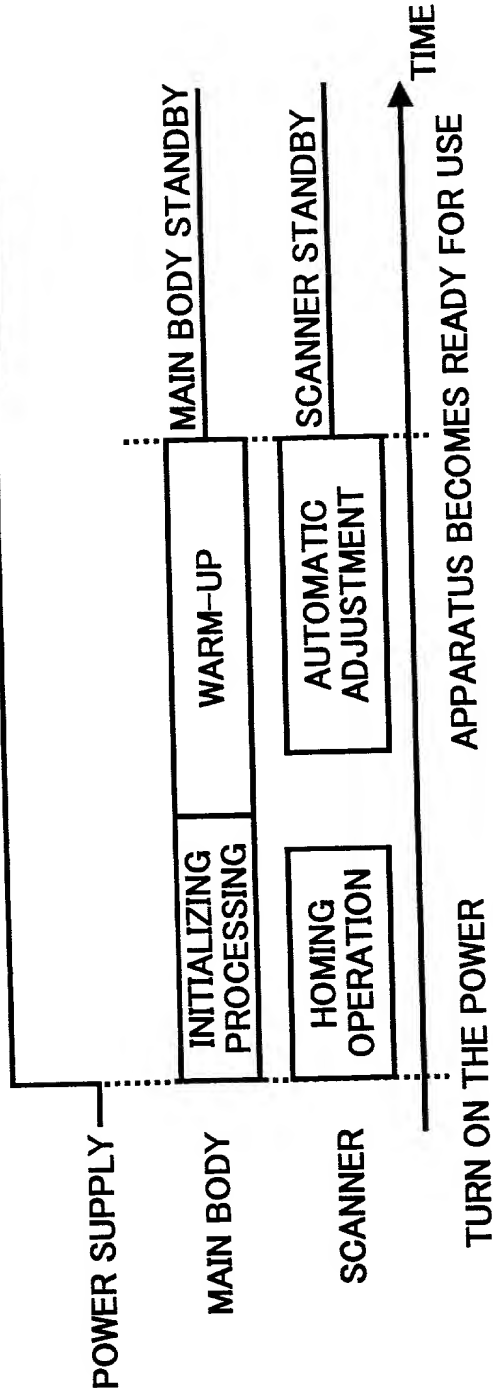 POWER SUPPLY
MAIN BODY
INITIALIZING
PROCESSING
WARM-UP
MAIN BODY STANDBY
SCANNER
HOMING
OPERATION
AUTOMATIC
ADJUSTMENT
SCANNER STANDBY
TIME
TURN ON THE POWER
APPARATUS BECOMES READY FOR USE